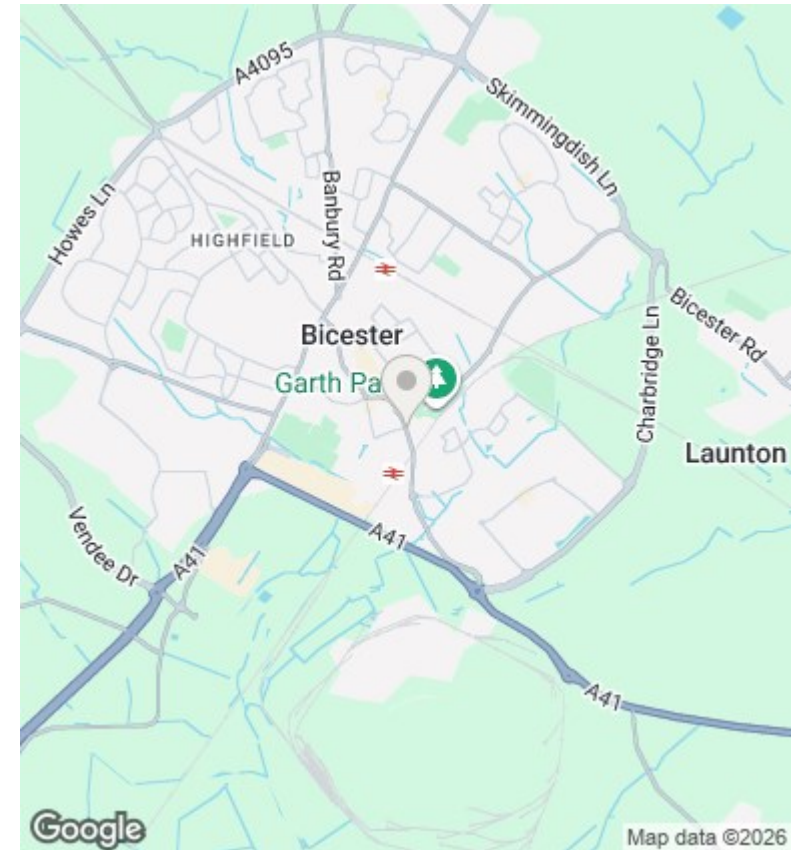 A4095
Skimmingdish Ln
Banbury Rd
Howes Ln
HIGHFIELD
Bicester
Bicester Rd
Garth Pa
Charbridge Ln
Launton
A41
Vendee Dr
A41
A41
Google
Map data ©2026